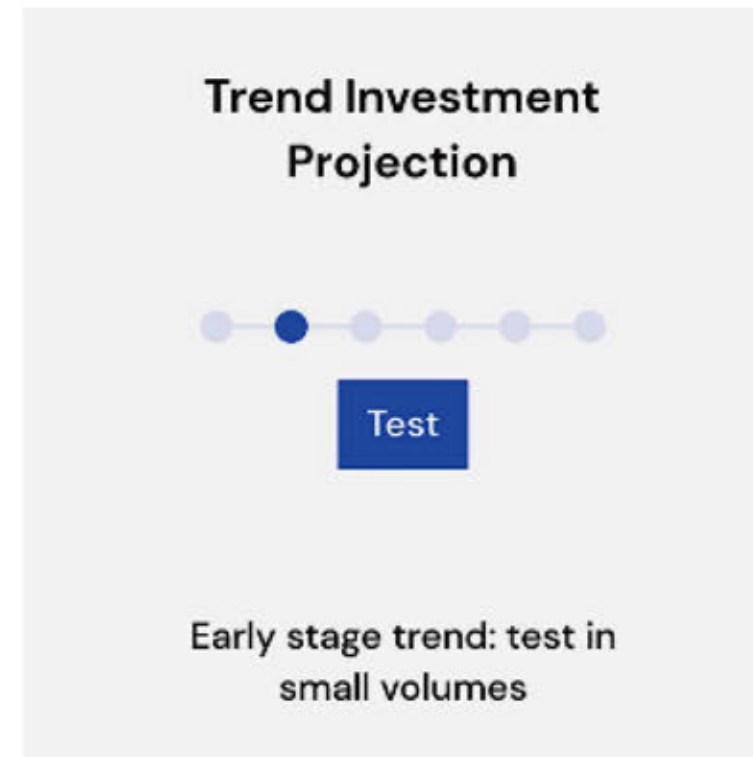 Trend Investment
Projection
Test
Early stage trend: test in
small volumes